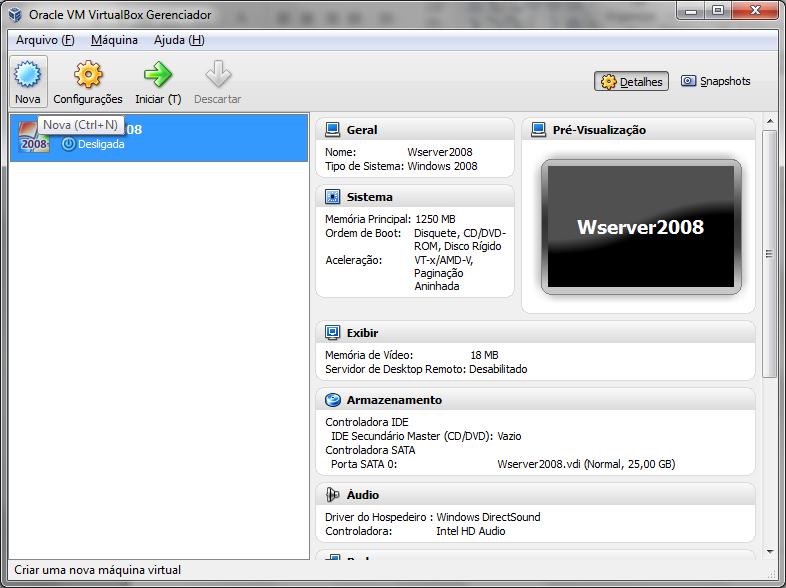 Oracle VM VirtualBox Gerenciador
Arquivo (F) Máquina Ajuda (H)
Nova Configurações Iniciar (T) Descartar
Detalhes Snapshots
Nova (Ctrl+N)
08
2008
Desligada
Geral
Nome: Wserver2008
Tipo de Sistema: Windows 2008
Pré-Visualização
Wserver2008
Sistema
Memória Principal: 1250 MB
Ordem de Boot: Disquete, CD/DVD-
ROM, Disco Rígido
Aceleração: VT-x/AMD-V,
Paginação
Aninhada
Exibir
Memória de Vídeo: 18 MB
Servidor de Desktop Remoto: Desabilitado
Armazenamento
Controladora IDE
IDE Secundário Master (CD/DVD): Vazio
Controladora SATA
Porta SATA 0: Wserver2008.vdi (Normal, 25,00 GB)
Áudio
Driver do Hospedeiro : Windows DirectSound
Controladora: Intel HD Audio
Criar uma nova máquina virtual